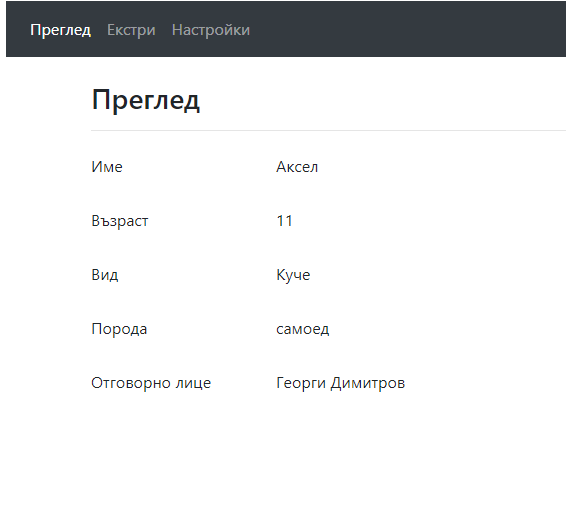 Преглед Екстри Настройки
Преглед
Име Аксел
Възраст 11
Вид Куче
Порода самоед
Отговорно лице Георги Димитров